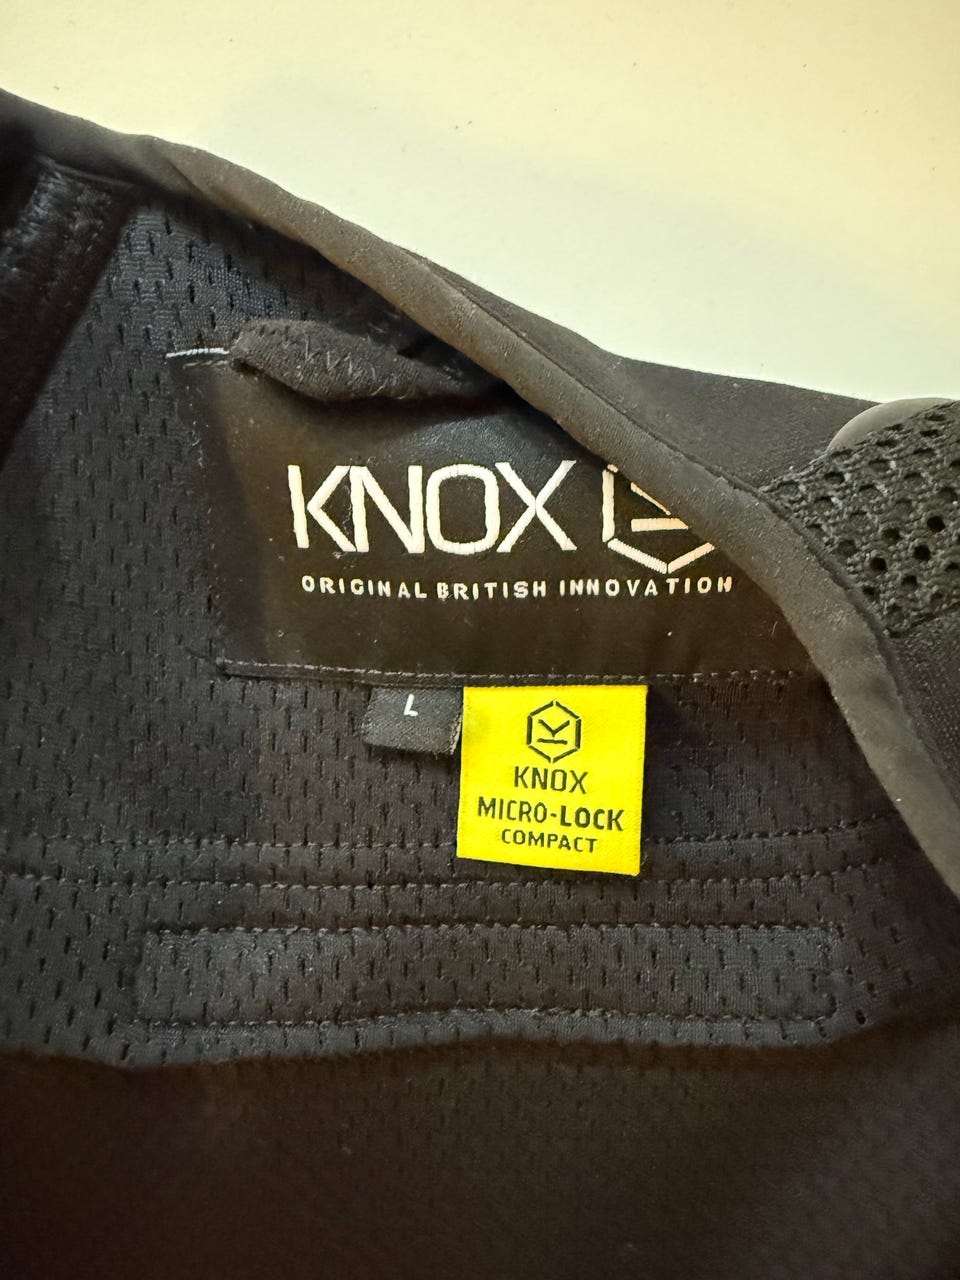 KNOX
ORIGINAL BRITISH INNOVATION
L
KNOX
MICRO-LOCK
COMPACT